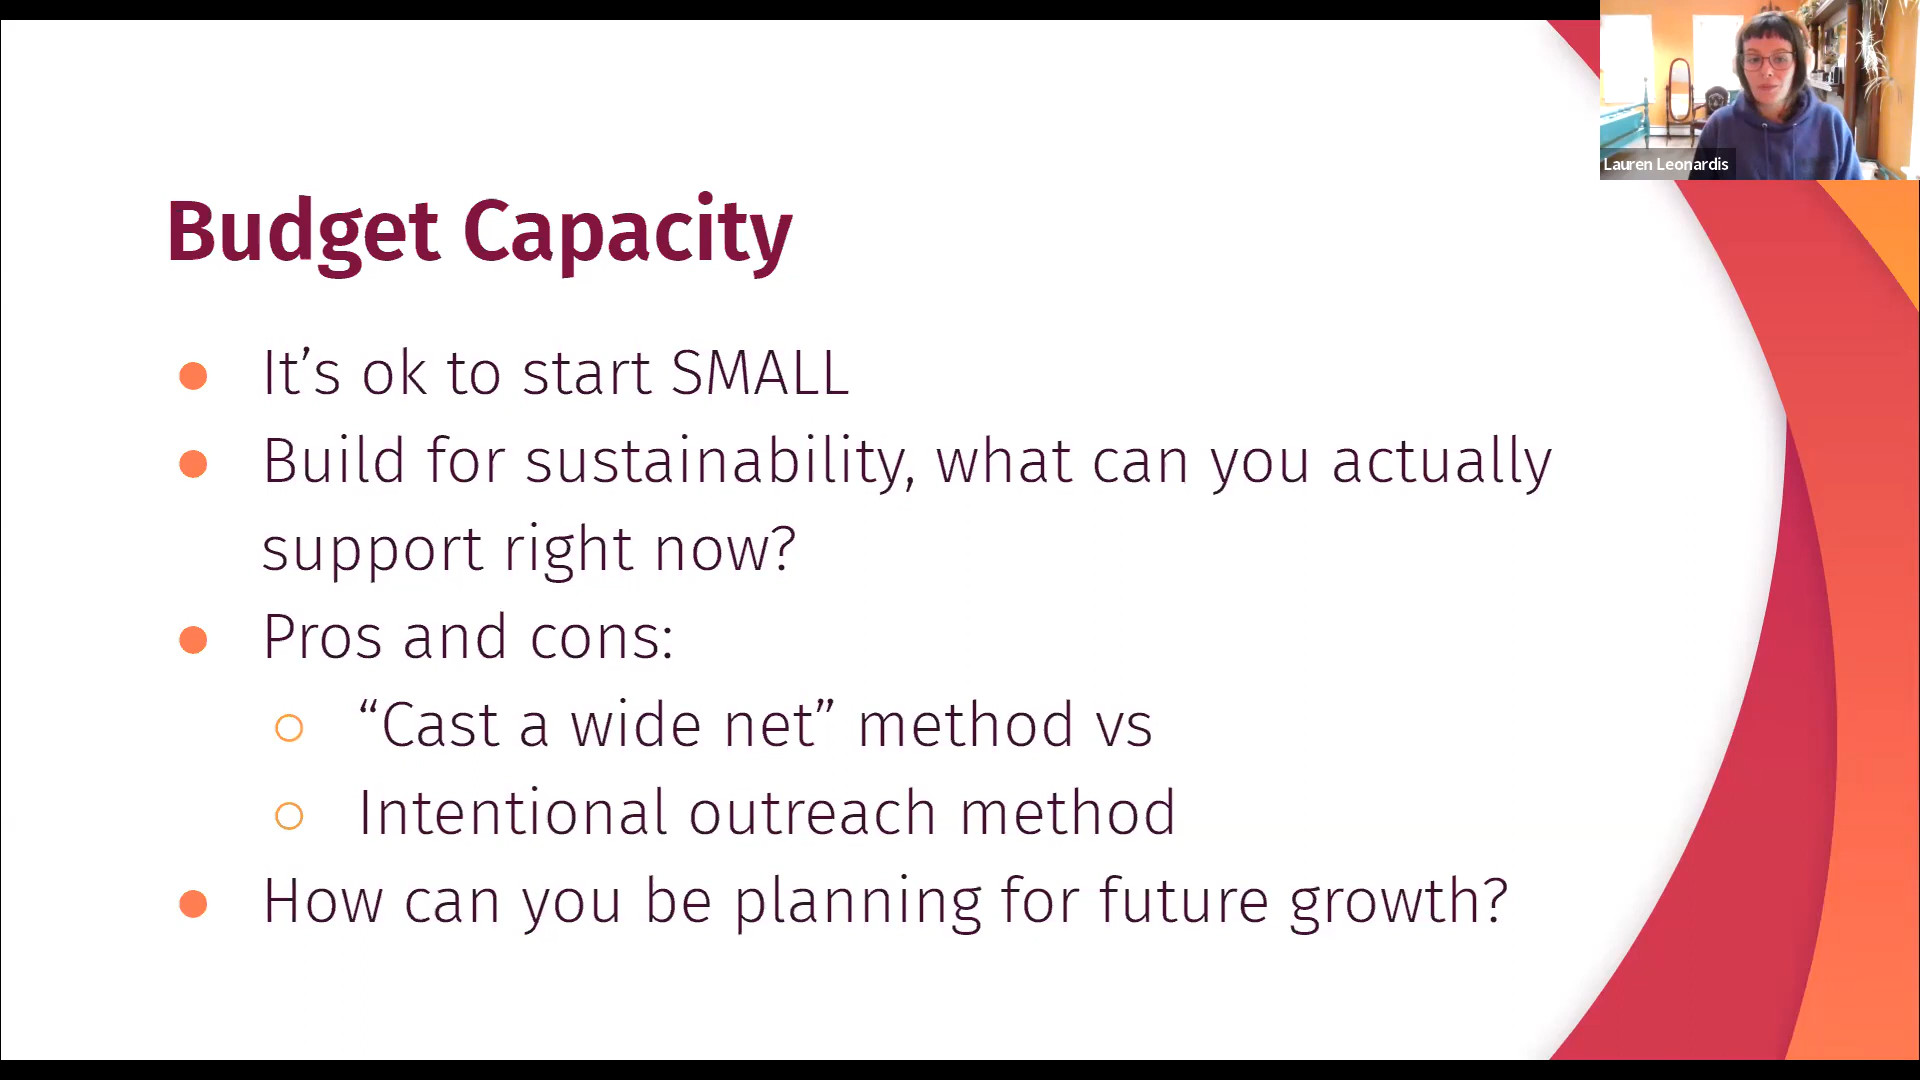 Lauren Leonardis
Budget Capacity
● It’s ok to start SMALL
● Build for sustainability, what can you actually
support right now?
● Pros and cons:
○ “Cast a wide net” method vs
○ Intentional outreach method
● How can you be planning for future growth?